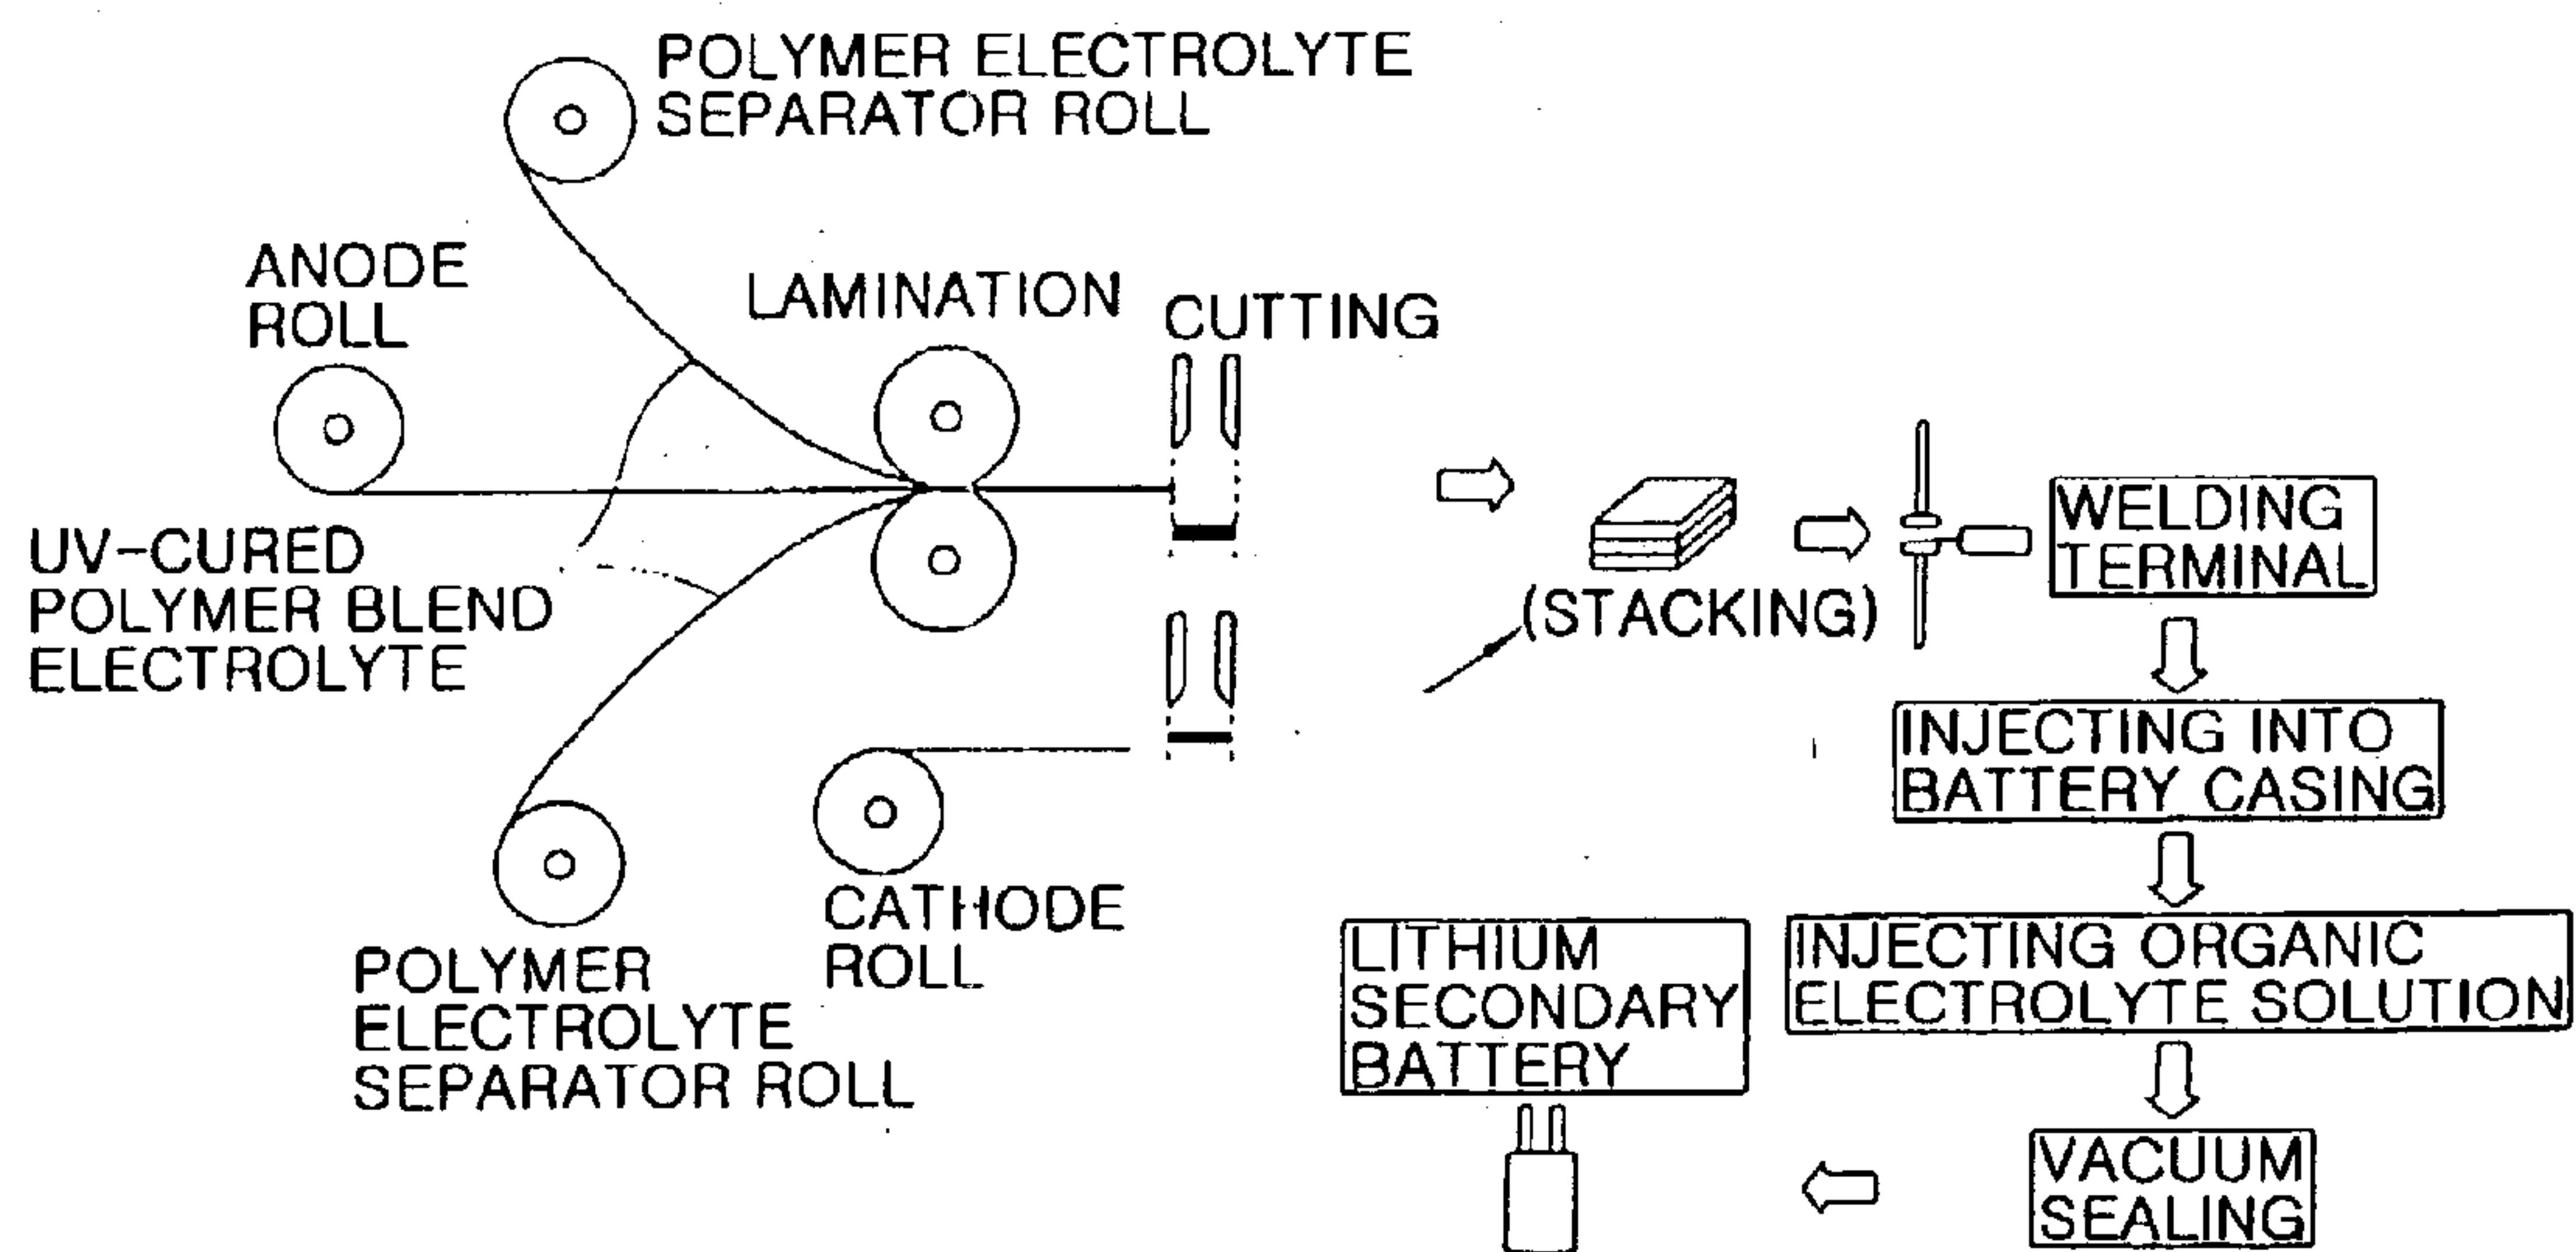 POLYMER ELECTROLYTE
SEPARATOR ROLL
ANODE
ROLL
LAMINATION
CUTTING
UV-CURED
POLYMER BLEND
ELECTROLYTE
(STACKING)
WELDING
TERMINAL
INJECTING INTO
BATTERY CASING
CATHODE
ROLL
POLYMER
ELECTROLYTE
SEPARATOR ROLL
INJECTING ORGANIC
ELECTROLYTE SOLUTION
LITHIUM
SECONDARY
BATTERY
VACUUM
SEALING